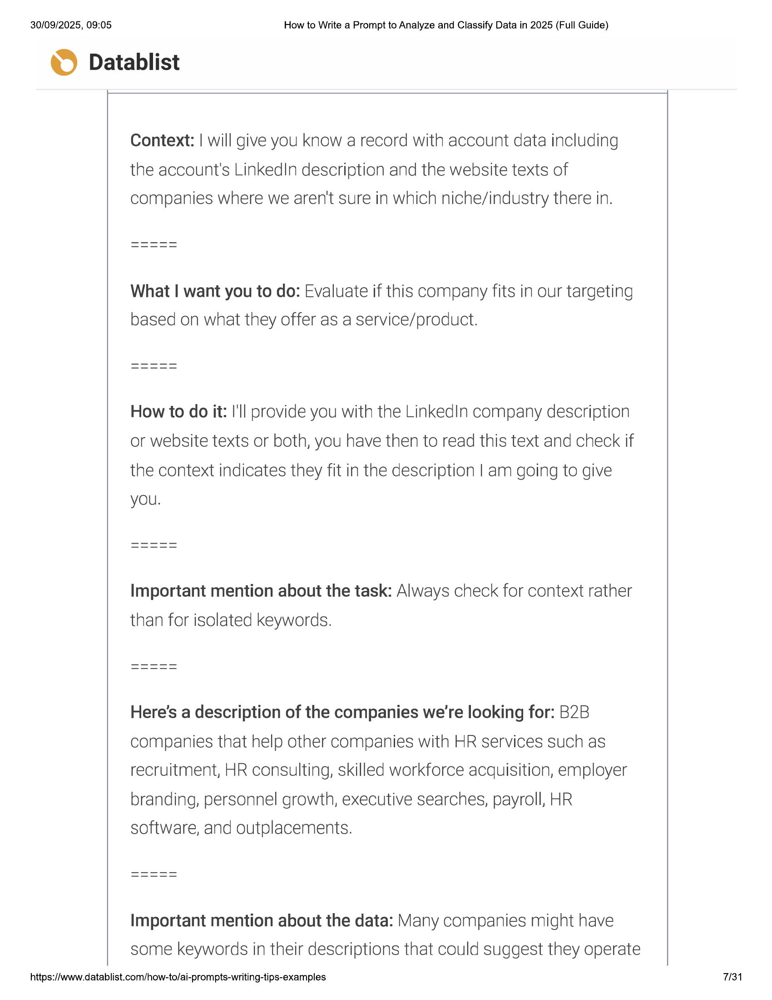 30/09/2025, 09:05
How to Write a Prompt to Analyze and Classify Data in 2025 (Full Guide)
Datablist
Context: I will give you know a record with account data including
the account's LinkedIn description and the website texts of
companies where we aren't sure in which niche/industry there in.
=====
What I want you to do: Evaluate if this company fits in our targeting
based on what they offer as a service/product.
=====
How to do it: I'll provide you with the LinkedIn company description
or website texts or both, you have then to read this text and check if
the context indicates they fit in the description I am going to give
you.
=====
Important mention about the task: Always check for context rather
than for isolated keywords.
=====
Here’s a description of the companies we’re looking for: B2B
companies that help other companies with HR services such as
recruitment, HR consulting, skilled workforce acquisition, employer
branding, personnel growth, executive searches, payroll, HR
software, and outplacements.
=====
Important mention about the data: Many companies might have
some keywords in their descriptions that could suggest they operate
https://www.datablist.com/how-to/ai-prompts-writing-tips-examples
7/31